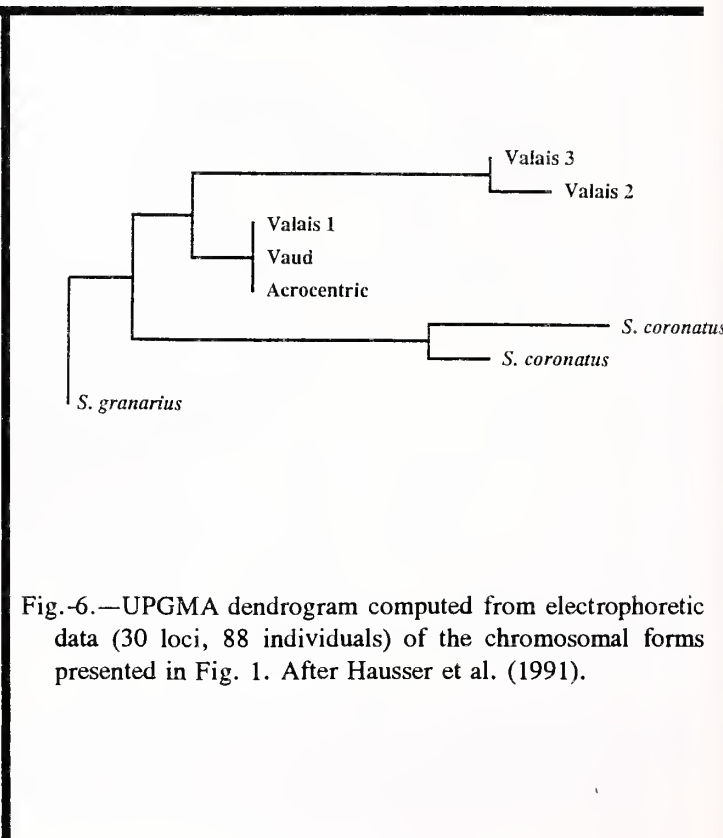 Valais 3
Valais 2
Valais 1
Vaud
Acrocentric
S. coronatus
S. coronatus
S. granarius
Fig.-6.—UPGMA dendrogram computed from electrophoretic
data (30 loci, 88 individuals) of the chromosomal forms
presented in Fig. 1. After Hausser et al. (1991).